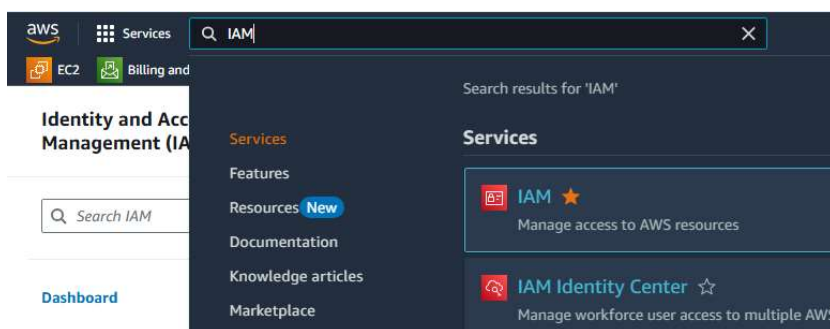 aws Services IAM
EC2 Billing and
Identity and Acc
Management (IA
Search IAM
Dashboard
Services
Features
Resources New
Documentation
Knowledge articles
Marketplace
Search results for 'IAM'
Services
IAM
Manage access to AWS resources
IAM Identity Center
Manage workforce user access to multiple AWS